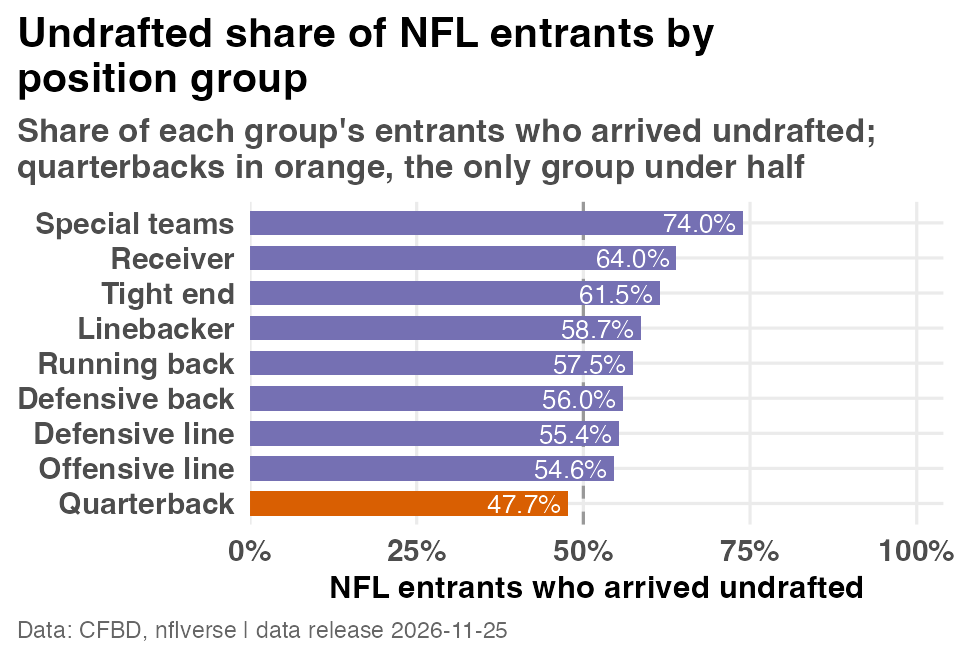 Undrafted share of NFL entrants by
position group
Share of each group's entrants who arrived undrafted;
quarterbacks in orange, the only group under half
Special teams 74.0%
Receiver 64.0%
Tight end 61.5%
Linebacker 58.7%
Running back 57.5%
Defensive back 56.0%
Defensive line 55.4%
Offensive line 54.6%
Quarterback 47.7%
0% 25% 50% 75% 100%
NFL entrants who arrived undrafted
Data: CFBD, nflverse | data release 2026-11-25